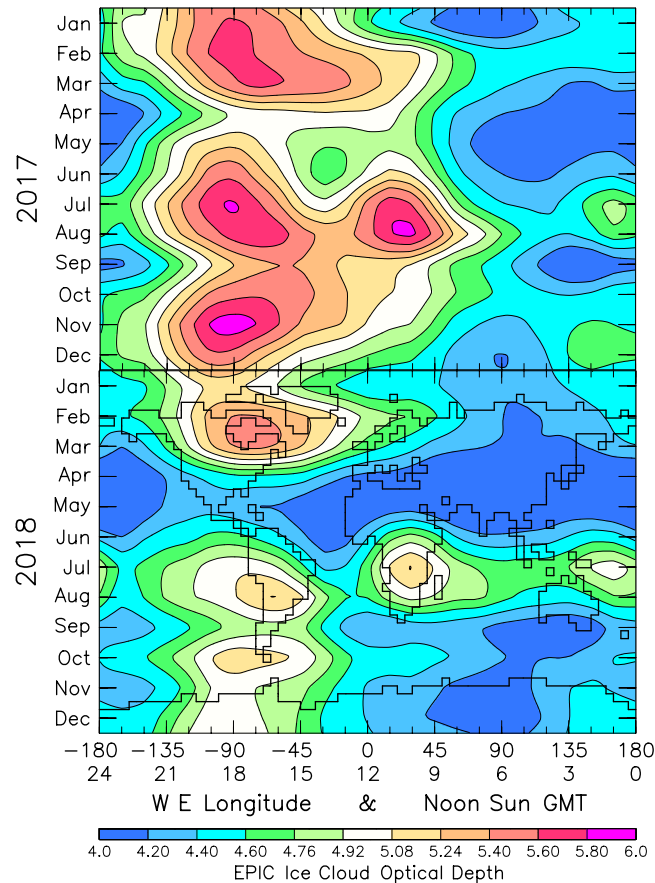 2017
Jan
Feb
Mar
Apr
May
Jun
Jul
Aug
Sep
Oct
Nov
Dec
2018
Jan
Feb
Mar
Apr
May
Jun
Jul
Aug
Sep
Oct
Nov
Dec
−180 −135 −90 −45 0 45 90 135 180
24 21 18 15 12 9 6 3 0
W E Longitude & Noon Sun GMT
4.0 4.20 4.40 4.60 4.76 4.92 5.08 5.24 5.40 5.60 5.80 6.0
EPIC Ice Cloud Optical Depth